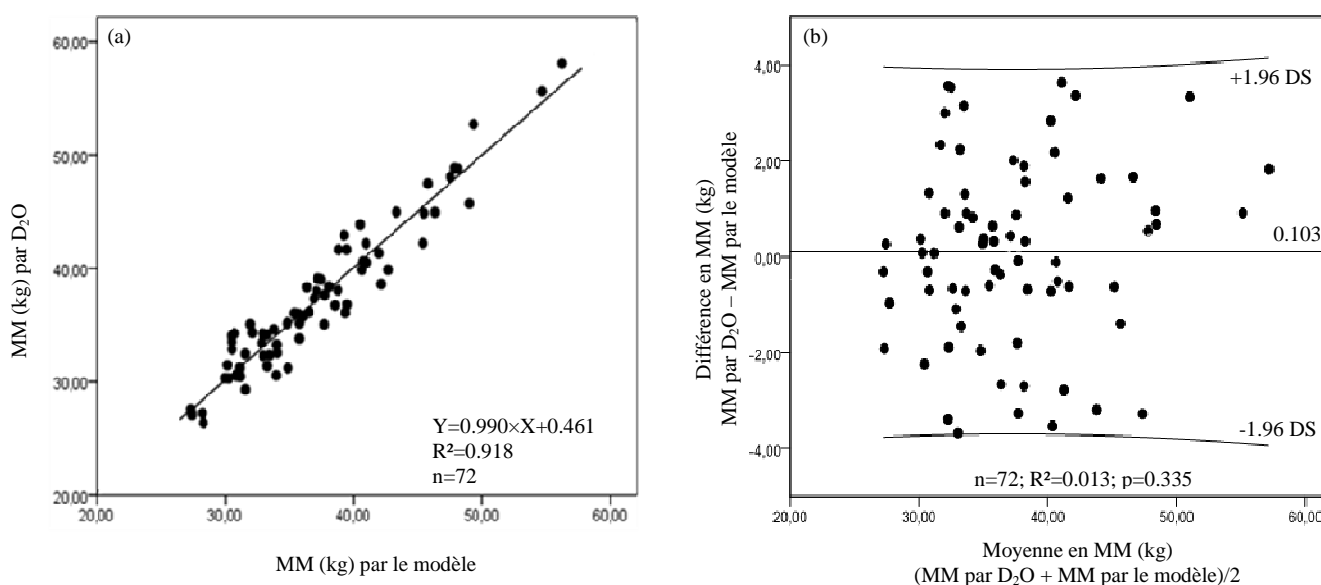 (a)
60,00
50,00
40,00
30,00
20,00
MM (kg) par D₂O
Y=0.990×X+0.461
R²=0.918
n=72
20,00 30,00 40,00 50,00 60,00
MM (kg) par le modèle
(b)
4,00
2,00
0,00
-2,00
-4,00
Différence en MM (kg)
MM par D₂O – MM par le modèle
+1.96 DS
0.103
-1.96 DS
n=72; R²=0.013; p=0.335
20,00 30,00 40,00 50,00 60,00
Moyenne en MM (kg)
(MM par D₂O + MM par le modèle)/2